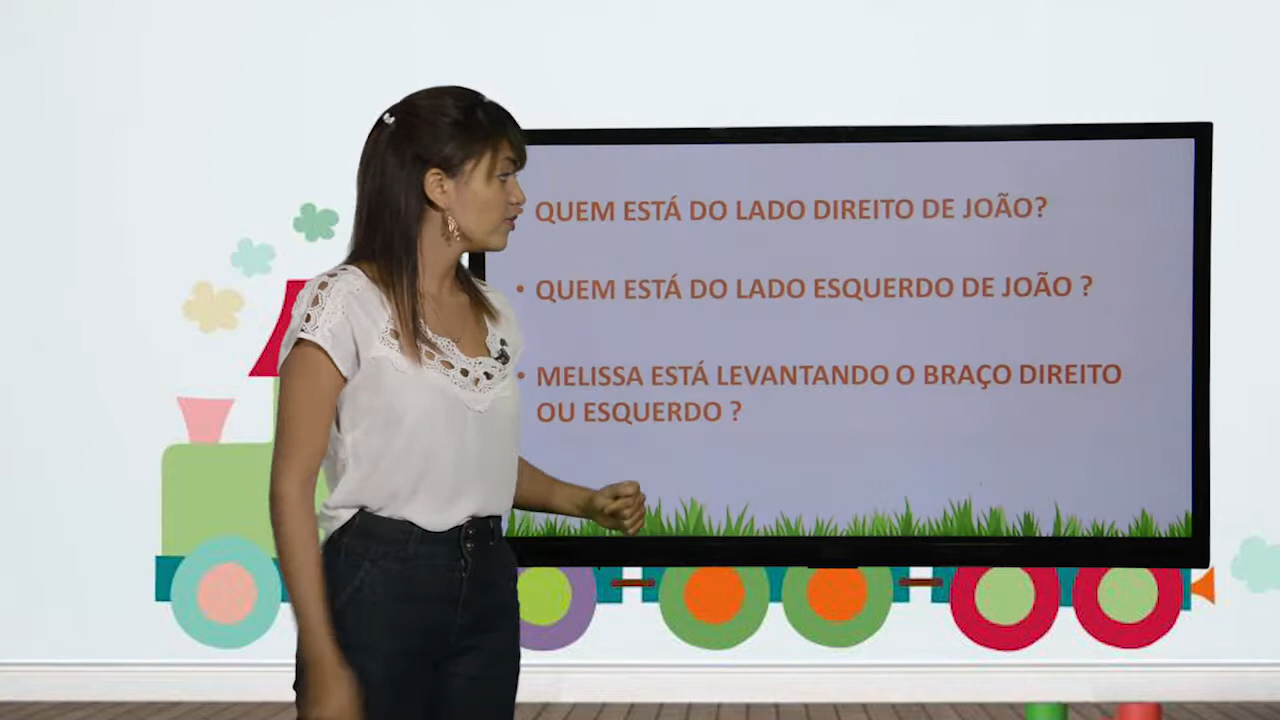 QUEM ESTÁ DO LADO DIREITO DE JOÃO?
• QUEM ESTÁ DO LADO ESQUERDO DE JOÃO ?
• MELISSA ESTÁ LEVANTANDO O BRAÇO DIREITO
OU ESQUERDO ?